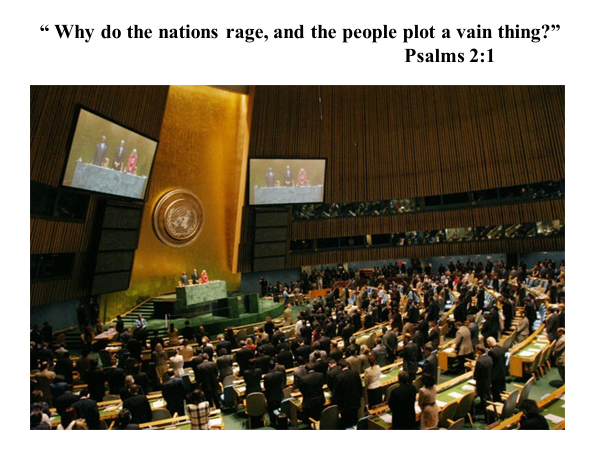 “ Why do the nations rage, and the people plot a vain thing?”
Psalms 2:1